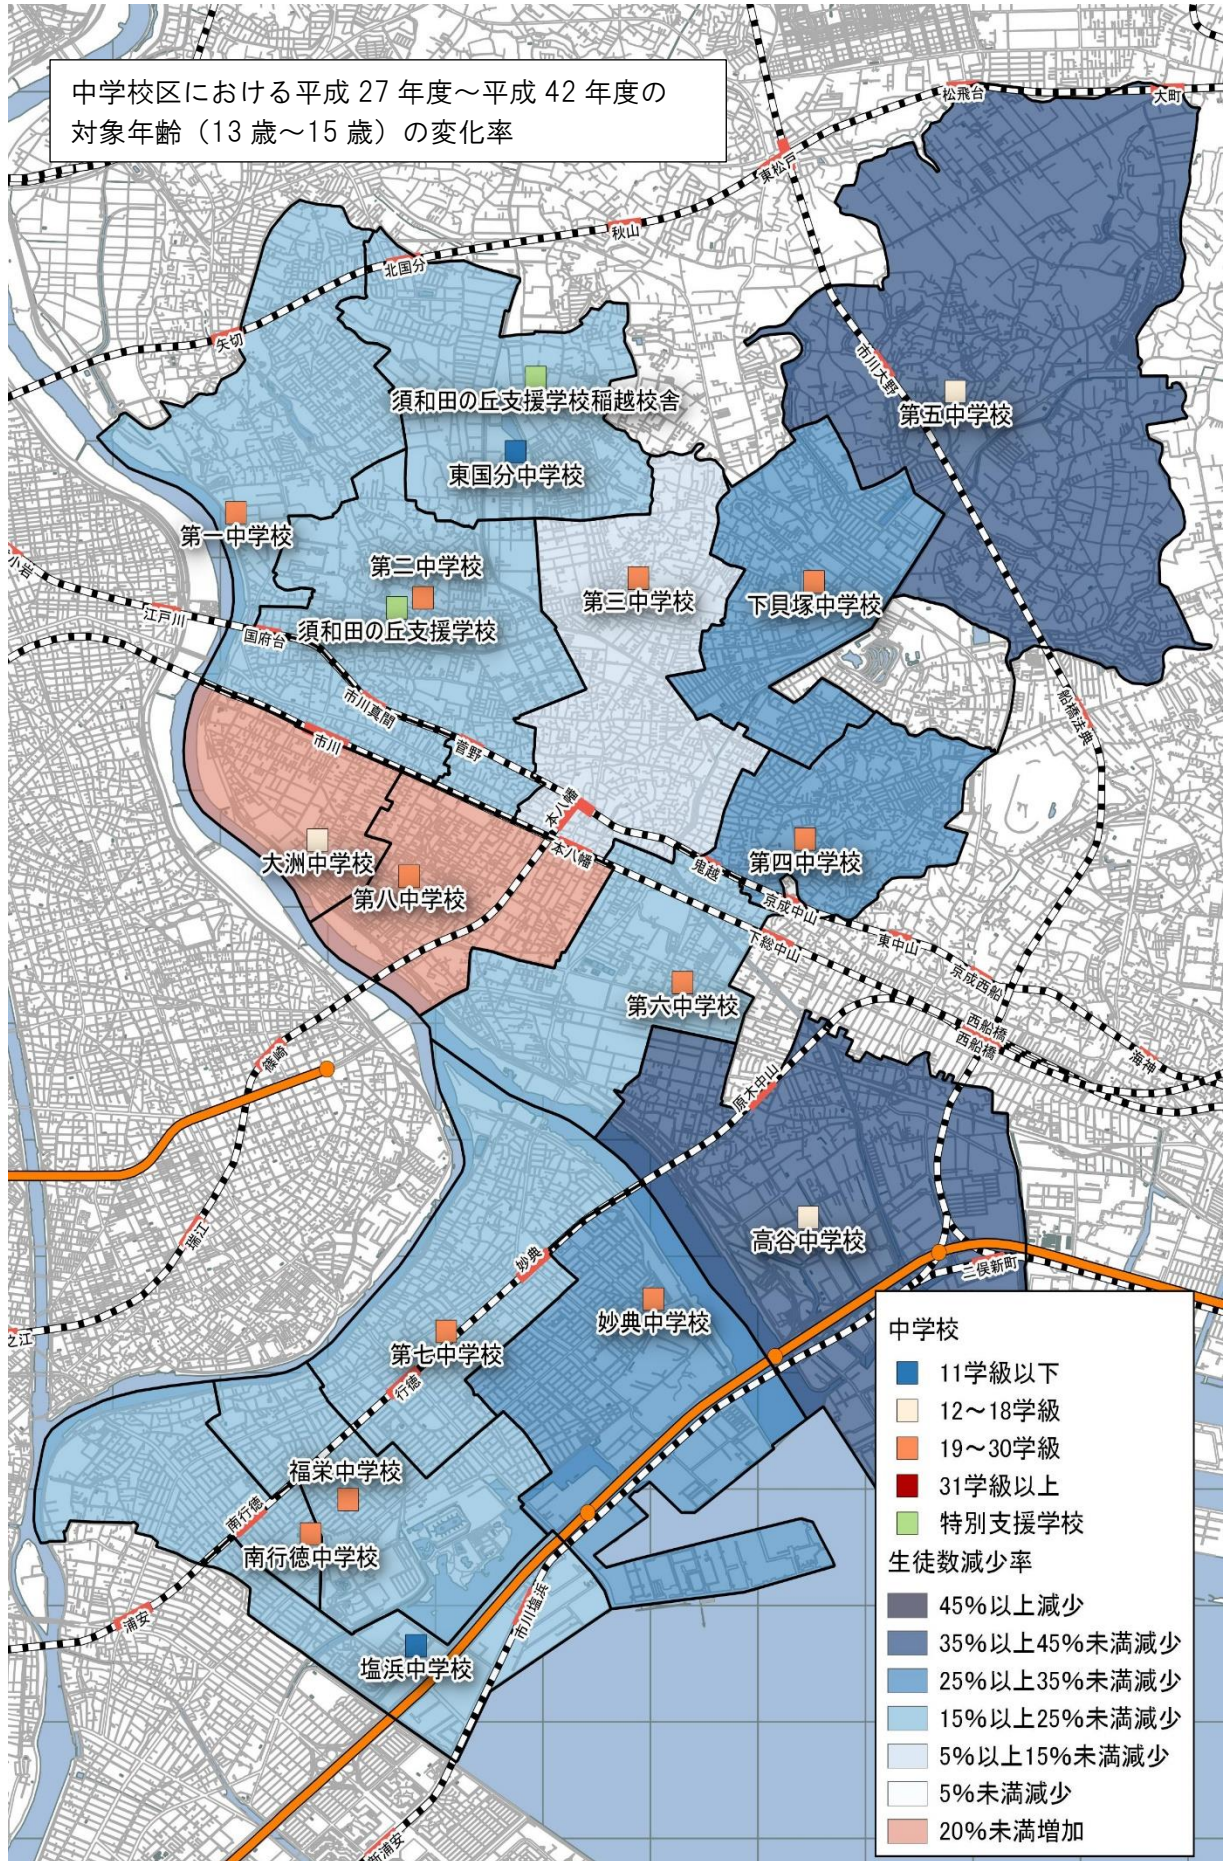 中学校区における平成 27 年度～平成 42 年度の
対象年齢（13 歳～15 歳）の変化率
松飛台
大町
東松戸
秋山
北国分
矢切
市川大野
第五中学校
須和田の丘支援学校稲越校舎
東国分中学校
第一中学校
第二中学校
須和田の丘支援学校
第三中学校
下貝塚中学校
小岩
江戸川
国府台
市川真間
菅野
市川
船橋法典
本八幡
本八幡
大洲中学校
第八中学校
第四中学校
鬼越
京成中山
下総中山
東中山
京成西船
西船橋
西船橋
海神
第六中学校
原木中山
篠崎
瑞江
高谷中学校
二俣新町
妙典
妙典中学校
第七中学校
行徳
之江
福栄中学校
南行徳
南行徳中学校
浦安
市川塩浜
塩浜中学校
新浦安
中学校
11学級以下
12～18学級
19～30学級
31学級以上
特別支援学校
生徒数減少率
45%以上減少
35%以上45%未満減少
25%以上35%未満減少
15%以上25%未満減少
5%以上15%未満減少
5%未満減少
20%未満増加